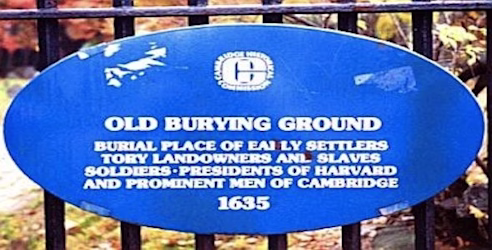 CAMBRIDGE HISTORICAL
COMMISSION
OLD BURYING GROUND
BURIAL PLACE OF EARLY SETTLERS
TORY LANDOWNERS AND SLAVES
SOLDIERS·PRESIDENTS OF HARVARD
AND PROMINENT MEN OF CAMBRIDGE
1635